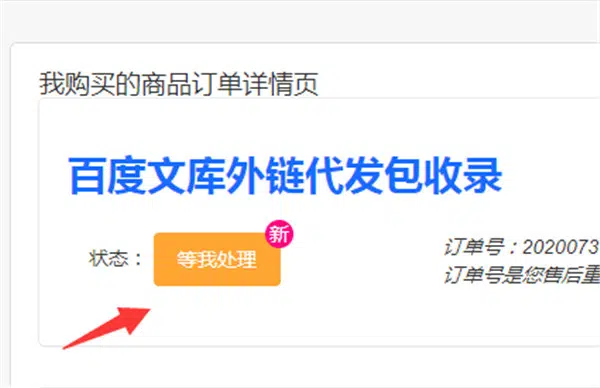 我购买的商品订单详情页
百度文库外链代发包收录
新
状态：
等我处理
订单号：2020073
订单号是您售后重